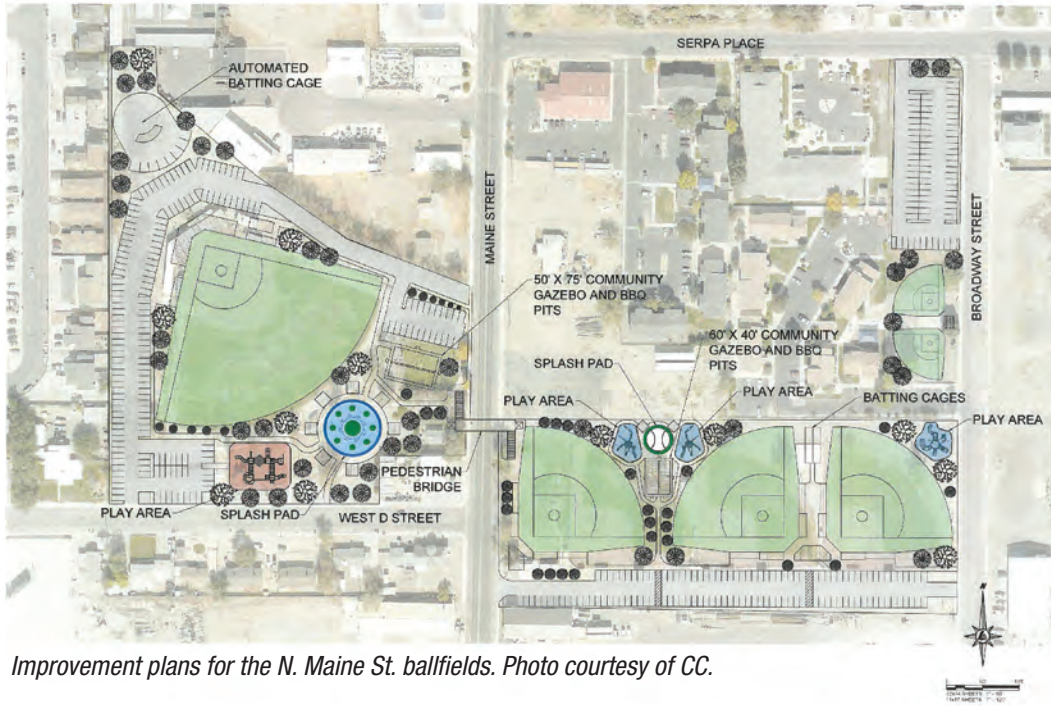 SERPA PLACE
AUTOMATED
BATTING CAGE
MAINE STREET
BROADWAY STREET
50' X 75' COMMUNITY
GAZEBO AND BBQ
PITS
60' X 40' COMMUNITY
GAZEBO AND BBQ
PITS
SPLASH PAD
PLAY AREA
PLAY AREA
BATTING CAGES
PLAY AREA
PEDESTRIAN
BRIDGE
PLAY AREA
SPLASH PAD
WEST D STREET
Improvement plans for the N. Maine St. ballfields. Photo courtesy of CC.